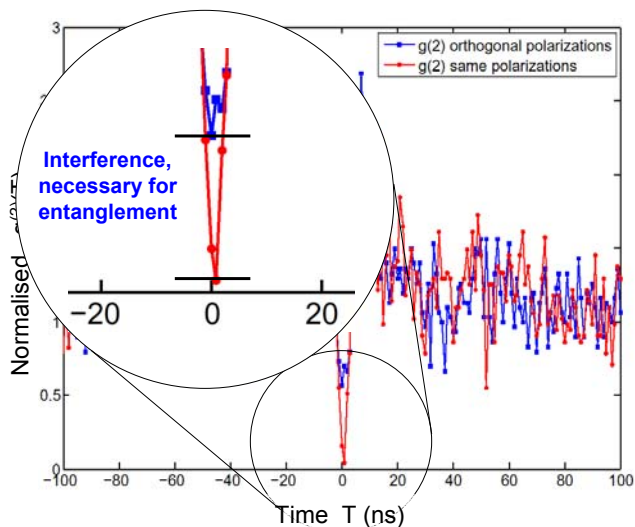 g(2) orthogonal polarizations
g(2) same polarizations
3
Interference,
necessary for
entanglement
Normalised
−20
0
20
1
0.5
0
−100
−80
−60
−40
−20
0
20
40
60
80
100
Time T (ns)